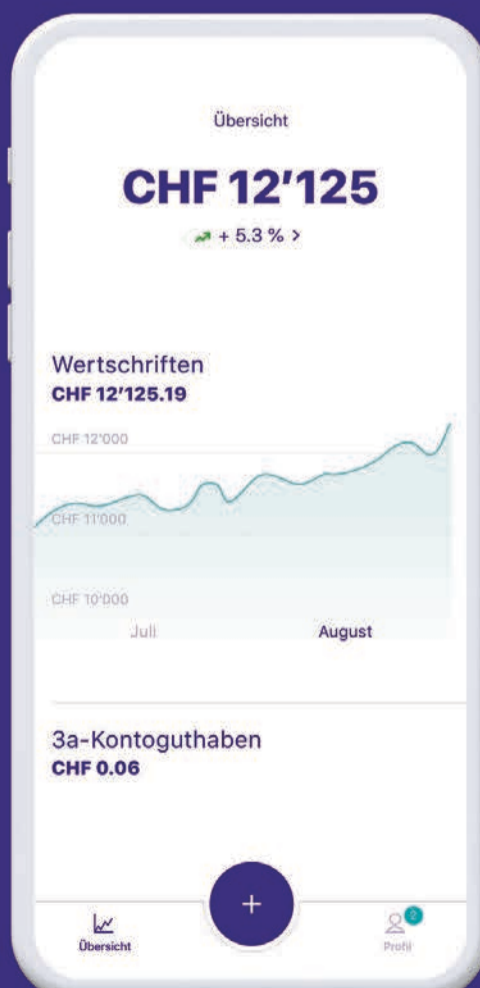 Übersicht
CHF 12’125
+ 5.3 % >
Wertschriften
CHF 12’125.19
CHF 12’000
CHF 11’000
CHF 10’000
Juli
August
3a-Kontoguthaben
CHF 0.06
+
2
Übersicht
Profil